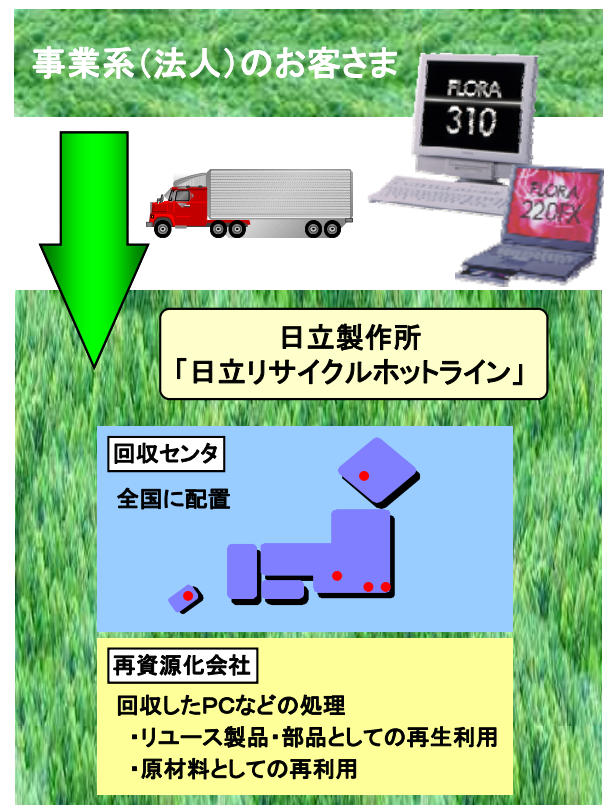 事業系(法人)のお客さま
FLORA
310
FLORA
220FX
日立製作所
「日立リサイクルホットライン」
回収センタ
全国に配置
再資源化会社
回収したPCなどの処理
・リユース製品・部品としての再生利用
・原材料としての再利用